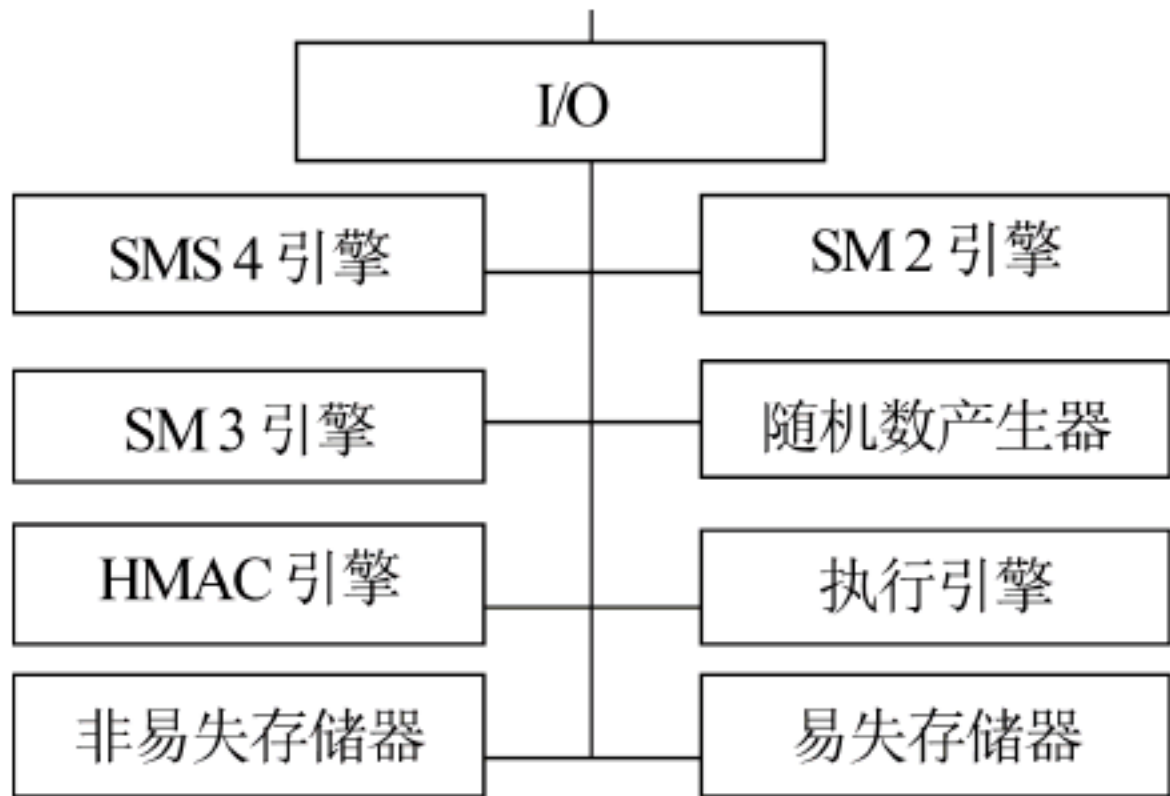 I/O
SMS 4 引擎
SM 2 引擎
SM 3 引擎
随机数产生器
HMAC 引擎
执行引擎
非易失存储器
易失存储器